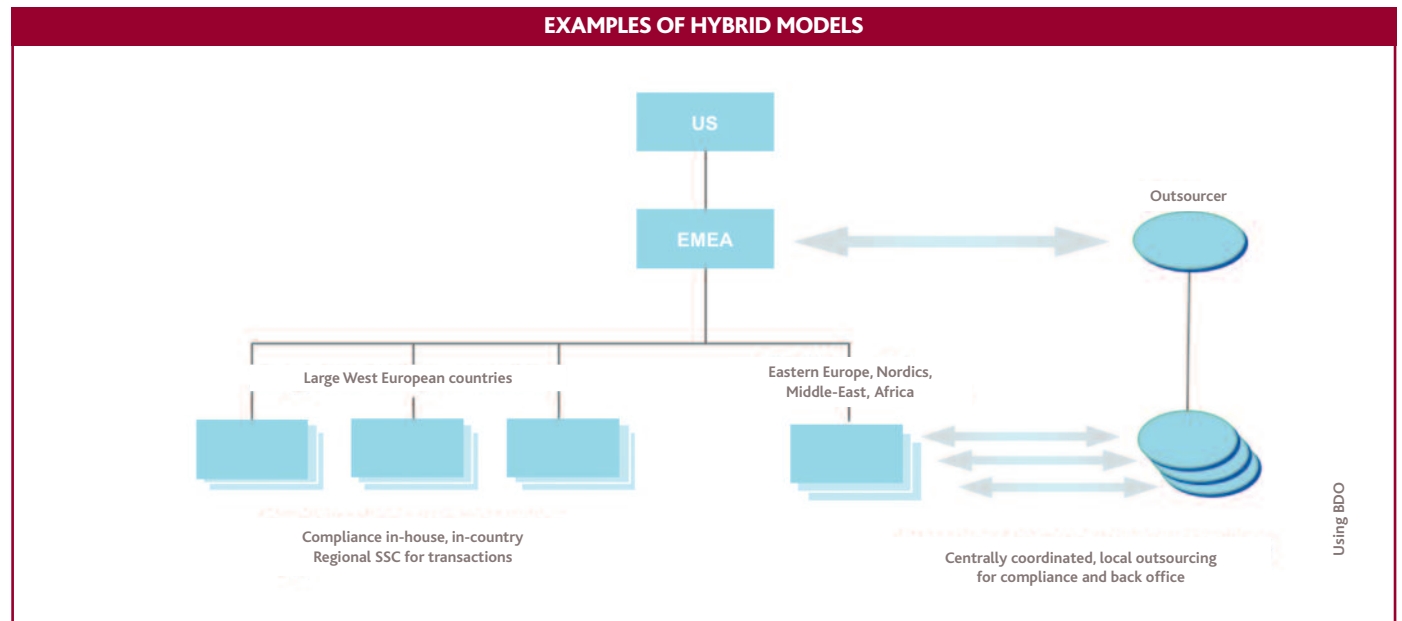 EXAMPLES OF HYBRID MODELS
US
Outsourcer
EMEA
Large West European countries
Eastern Europe, Nordics,
Middle-East, Africa
Compliance in-house, in-country
Regional SSC for transactions
Centrally coordinated, local outsourcing
for compliance and back office
Using BDO